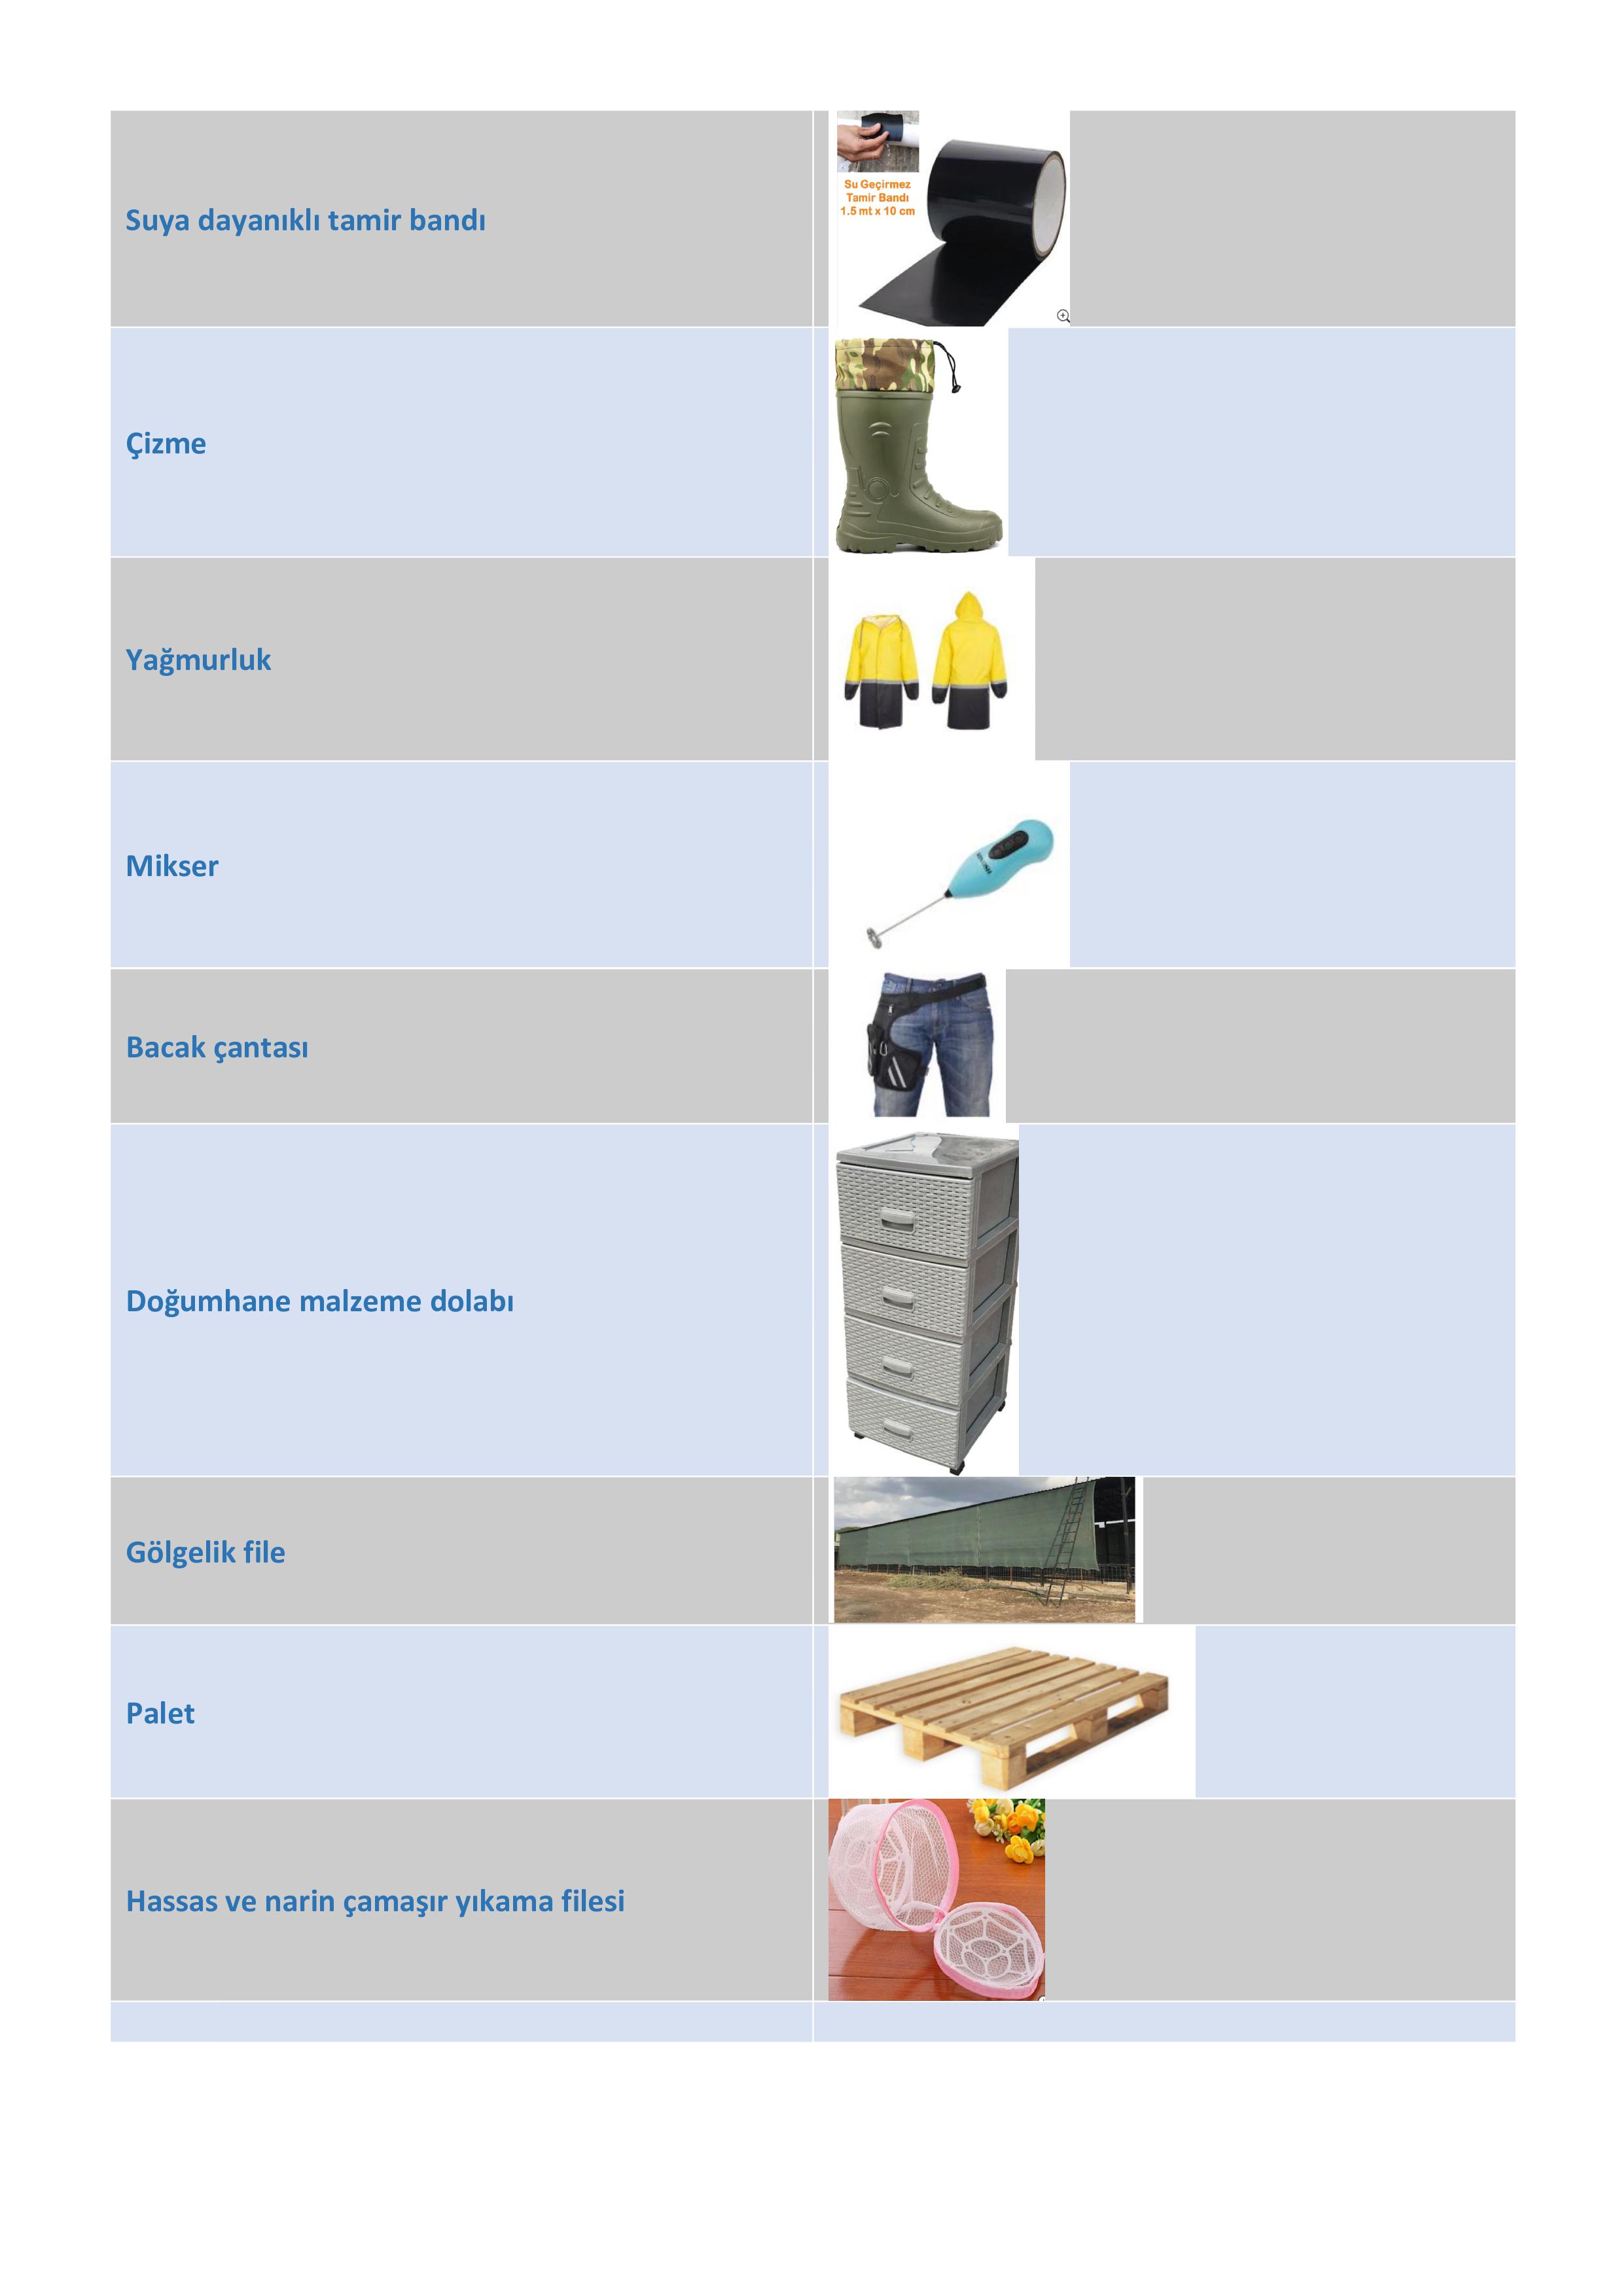 Suya dayanıklı tamir bandı
Su Geçirmez
Tamir Bandı
1.5 mt x 10 cm
Çizme
Yağmurluk
Mikser
Bacak çantası
Doğumhane malzeme dolabı
Gölgelik file
Palet
Hassas ve narin çamaşır yıkama filesi